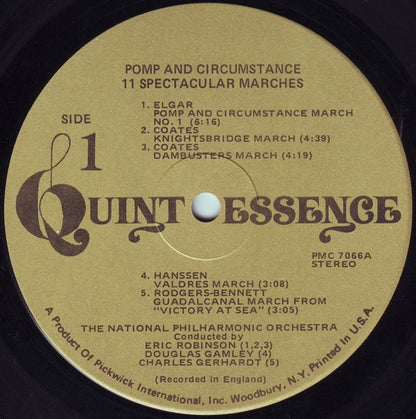 POMP AND CIRCUMSTANCE
11 SPECTACULAR MARCHES
SIDE
1
1. ELGAR
POMP AND CIRCUMSTANCE MARCH
NO. 1 (6:16)
2. COATES
KNIGHTSBRIDGE MARCH (4:39)
3. COATES
DAMBUSTERS MARCH (4:19)
QUINTESSENCE
PMC 7066A
STEREO
4. HANSSEN
VALDRES MARCH (3:08)
5. RODGERS-BENNETT
GUADALCANAL MARCH FROM
"VICTORY AT SEA" (3:05)
THE NATIONAL PHILHARMONIC ORCHESTRA
Conducted by
ERIC ROBINSON (1,2,3)
DOUGLAS GAMLEY (4)
CHARLES GERHARDT (5)
(Recorded in England)
A Product Of Pickwick International, Inc. Woodbury, N.Y. Printed In U.S.A.